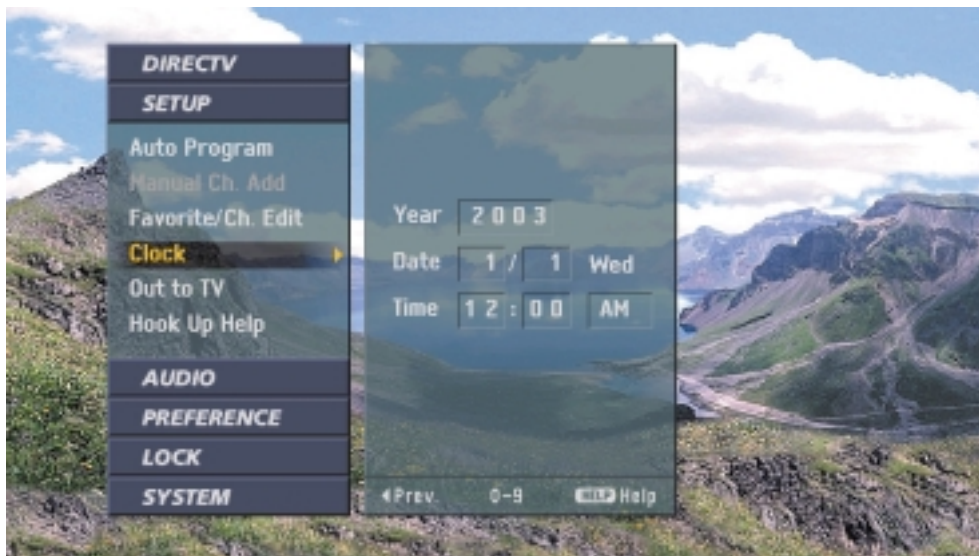 DIRECTV
SETUP
Auto Program
Manual Ch. Add
Favorite/Ch. Edit
Clock
Out to TV
Hook Up Help
AUDIO
PREFERENCE
LOCK
SYSTEM
Year 2003
Date 1 / 1 Wed
Time 12:00 AM
Prev. 0-9 HELP Help